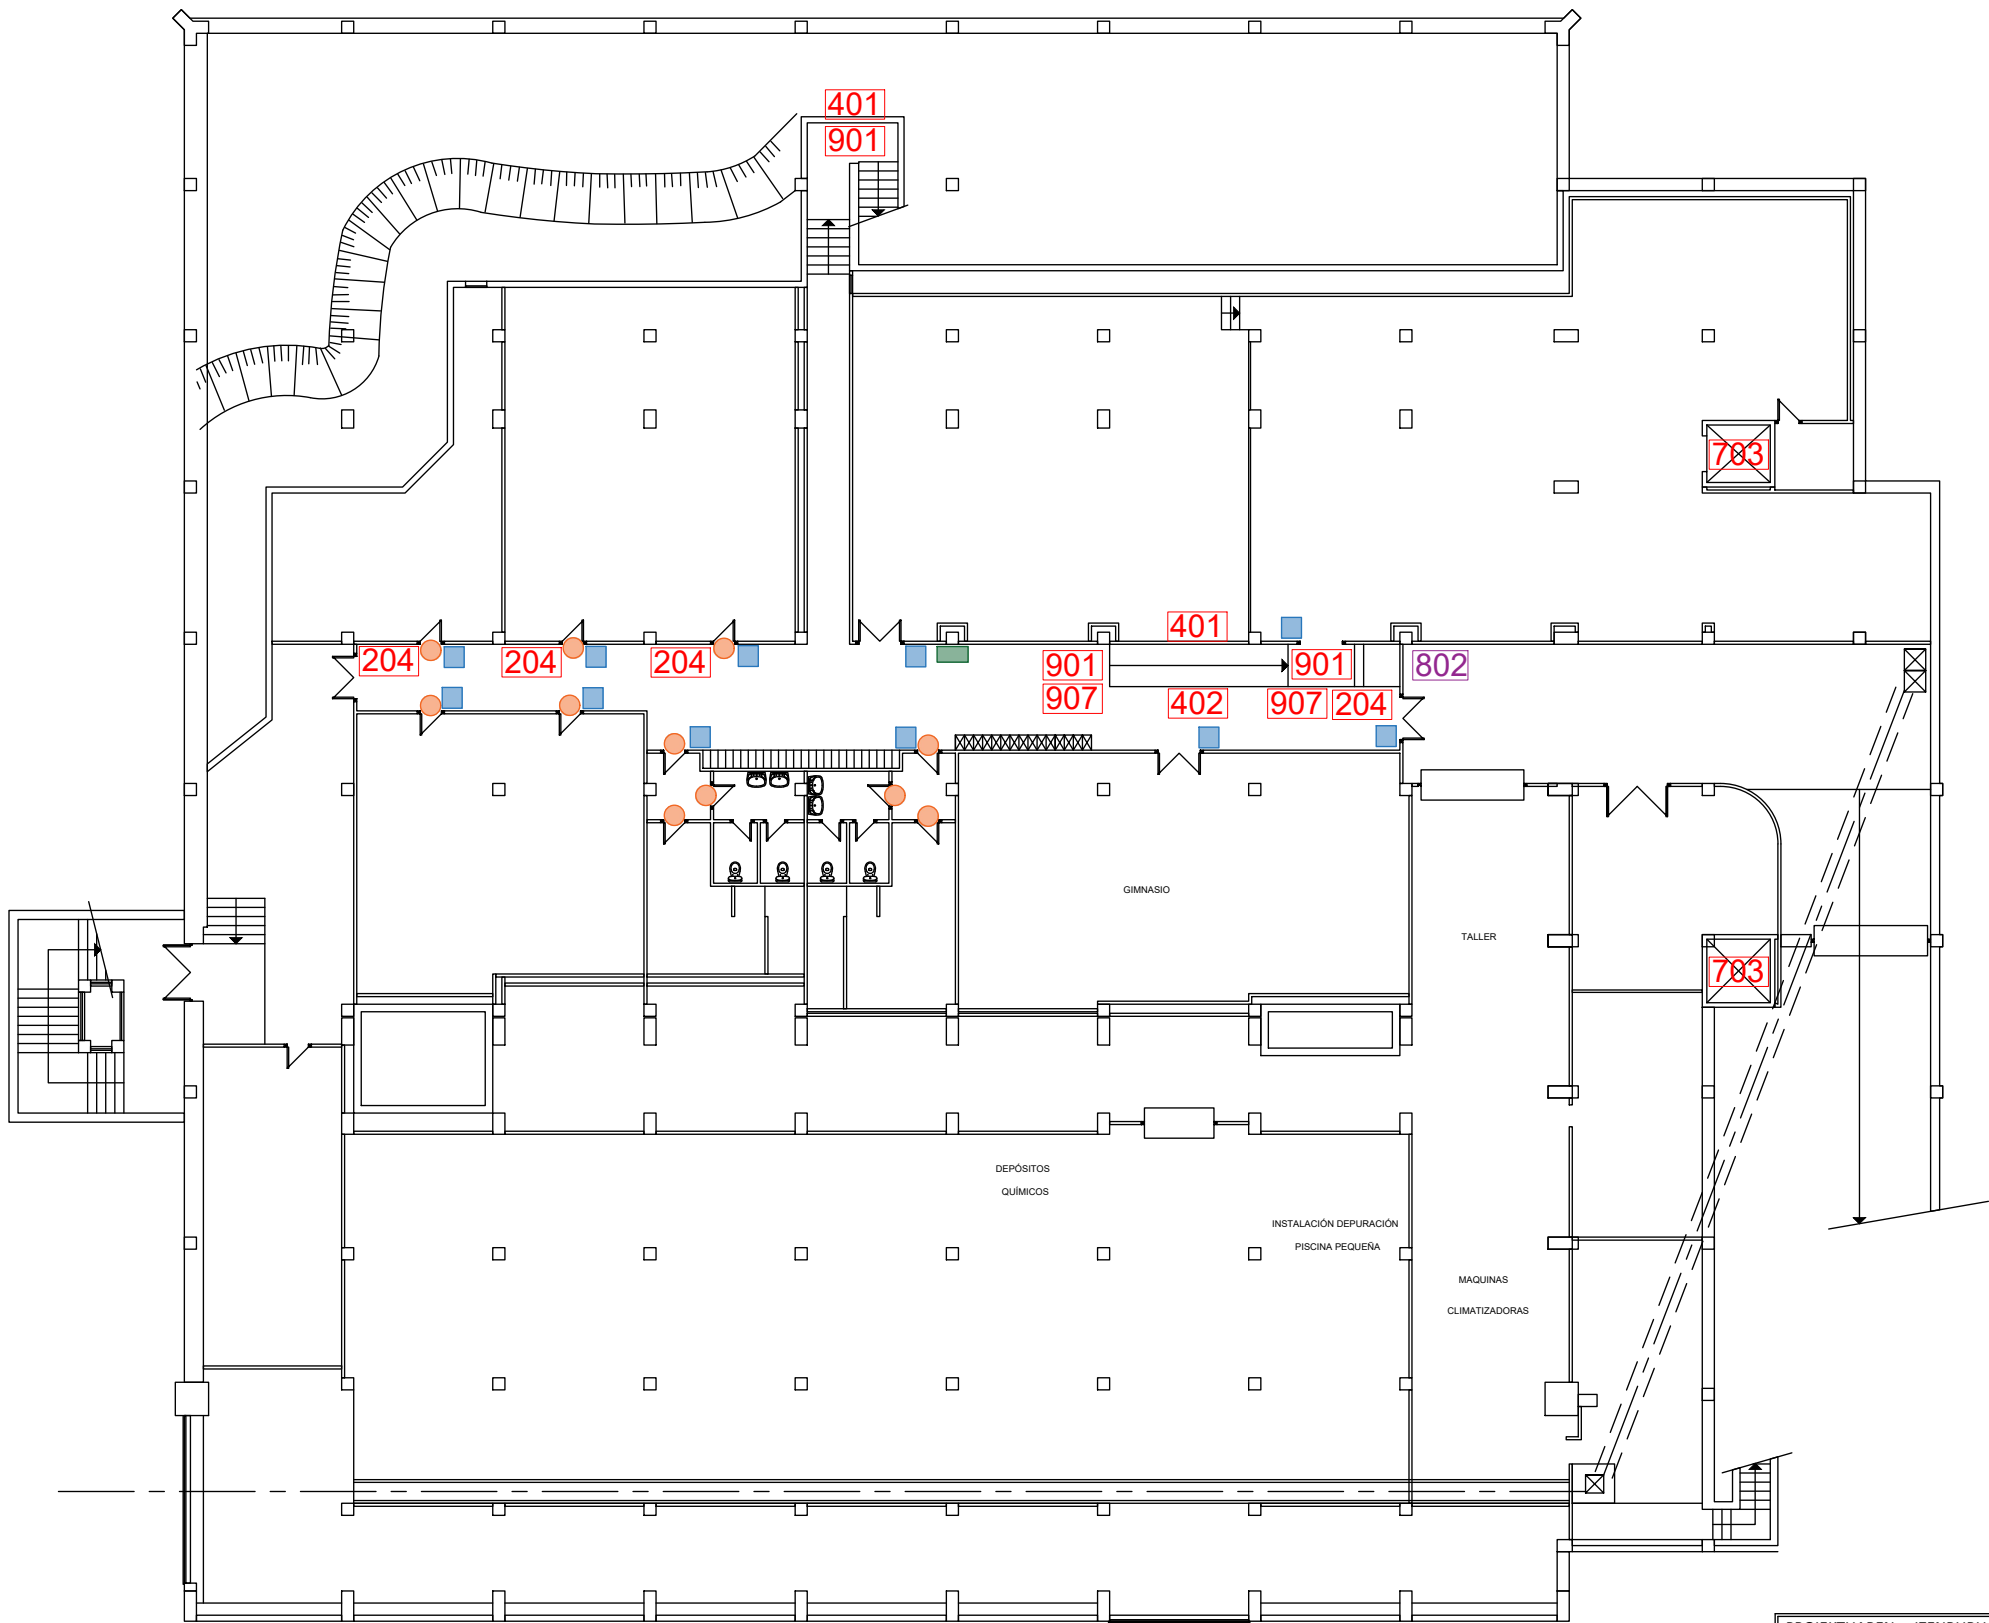 401
901
703
401
204
204
204
901
901
802
907
402
907
204
GIMNASIO
TALLER
703
DEPÓSITOS
QUÍMICOS
INSTALACIÓN DEPURACIÓN
PISCINA PEQUEÑA
MAQUINAS
CLIMATIZADORAS